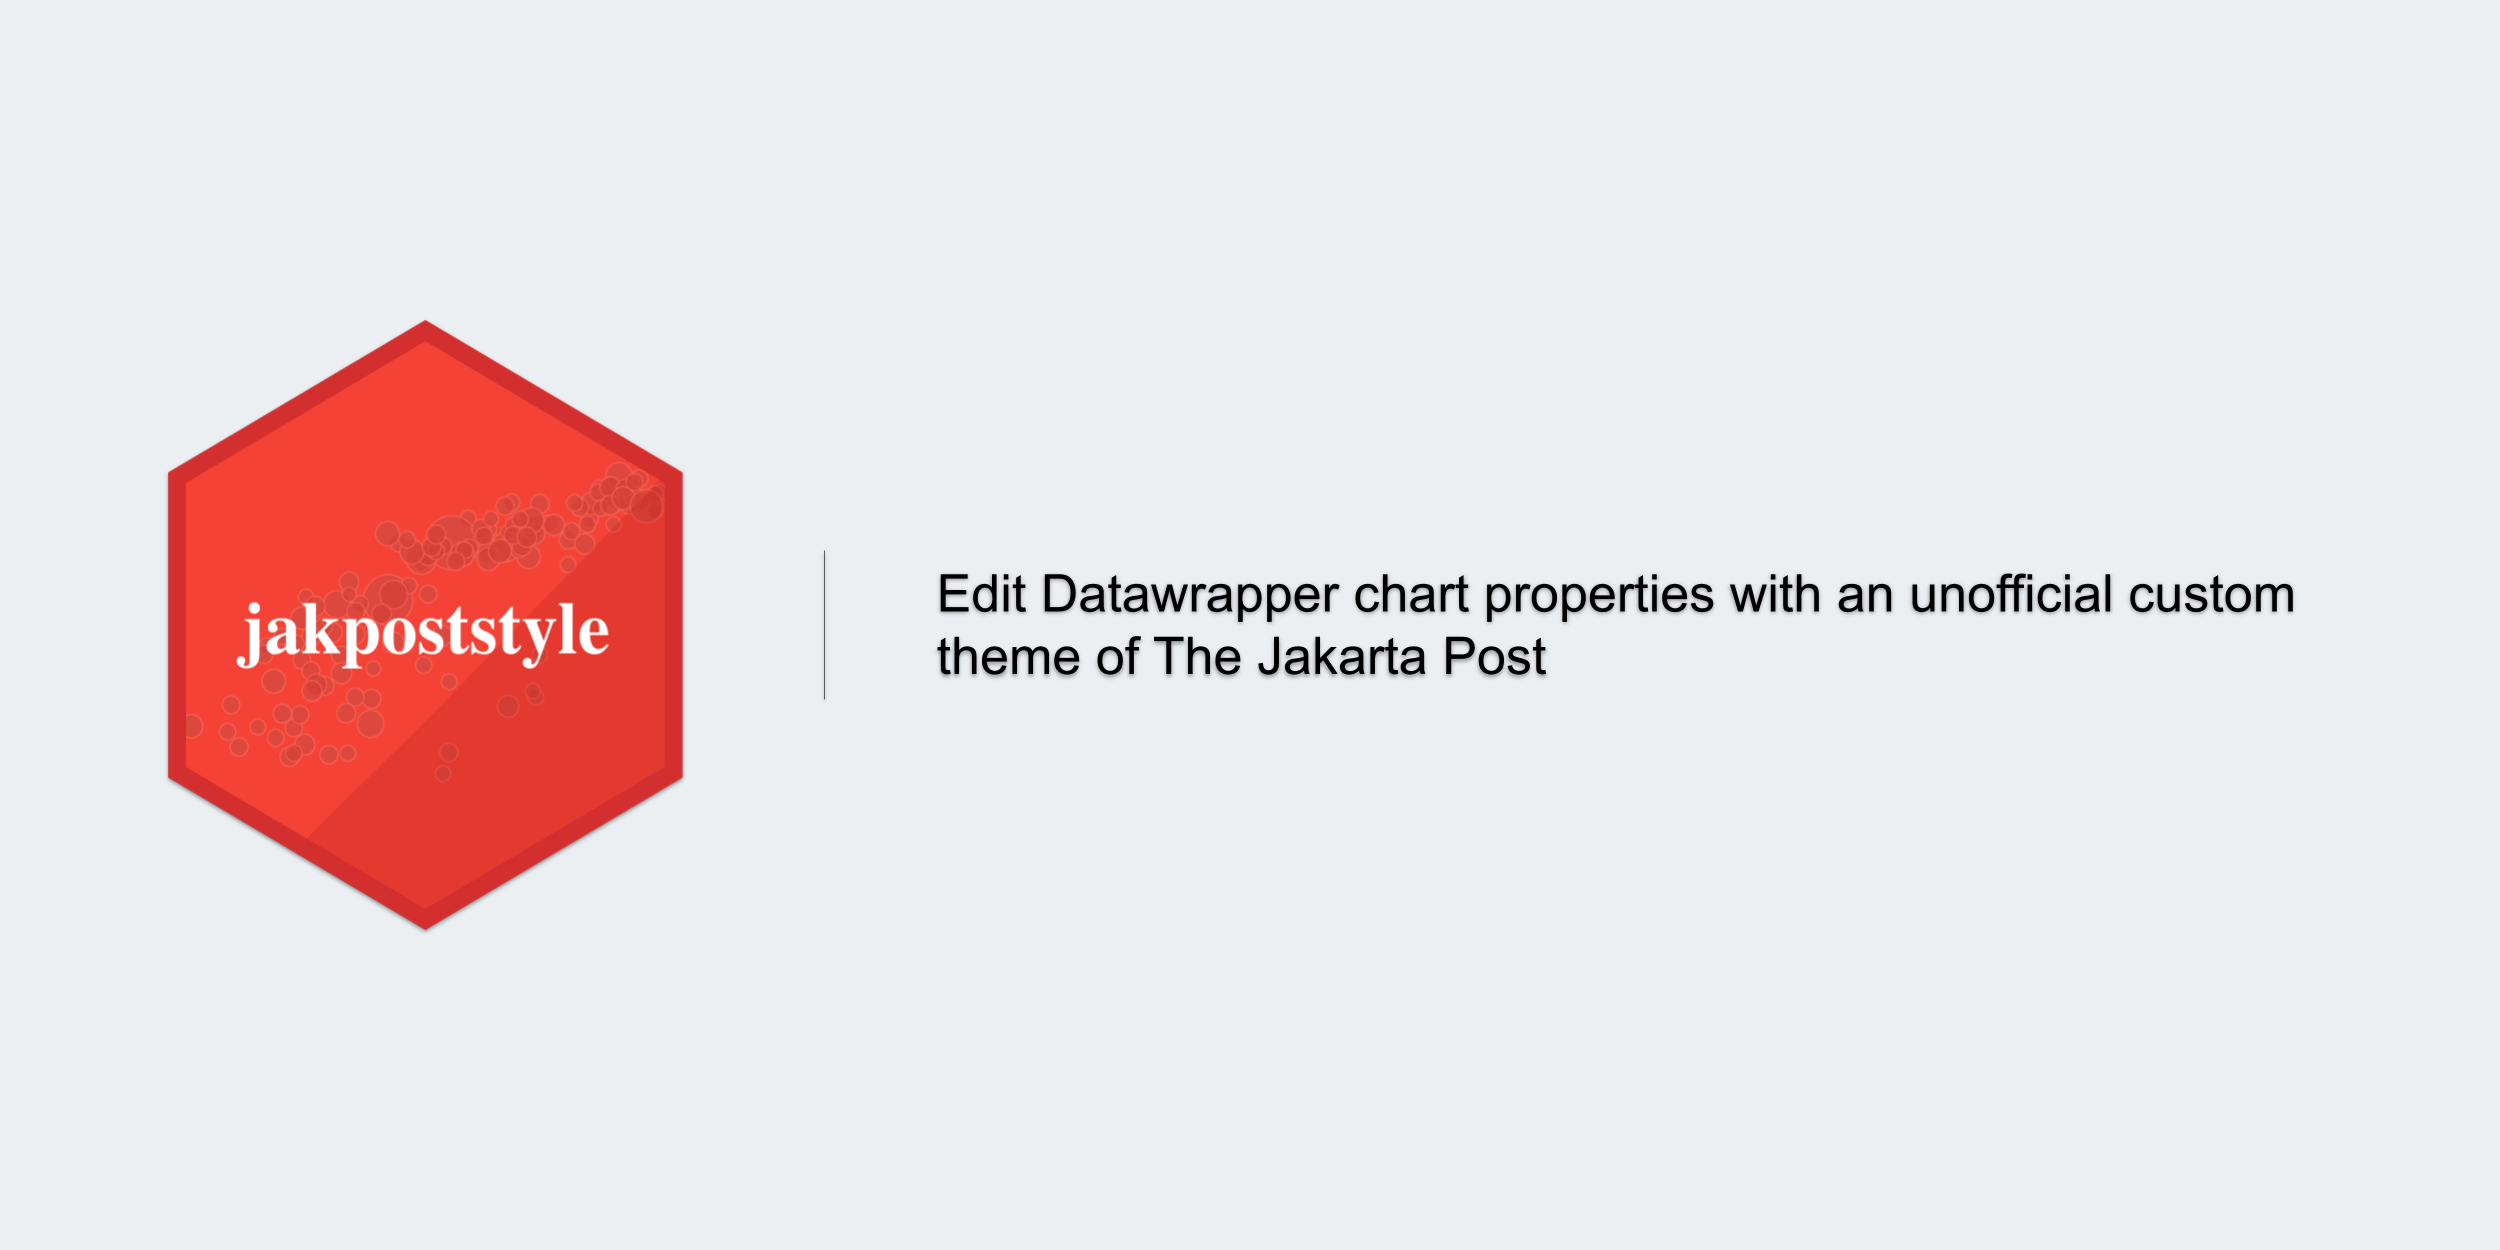 jakpoststyle
Edit Datawrapper chart properties with an unofficial custom
theme of The Jakarta Post